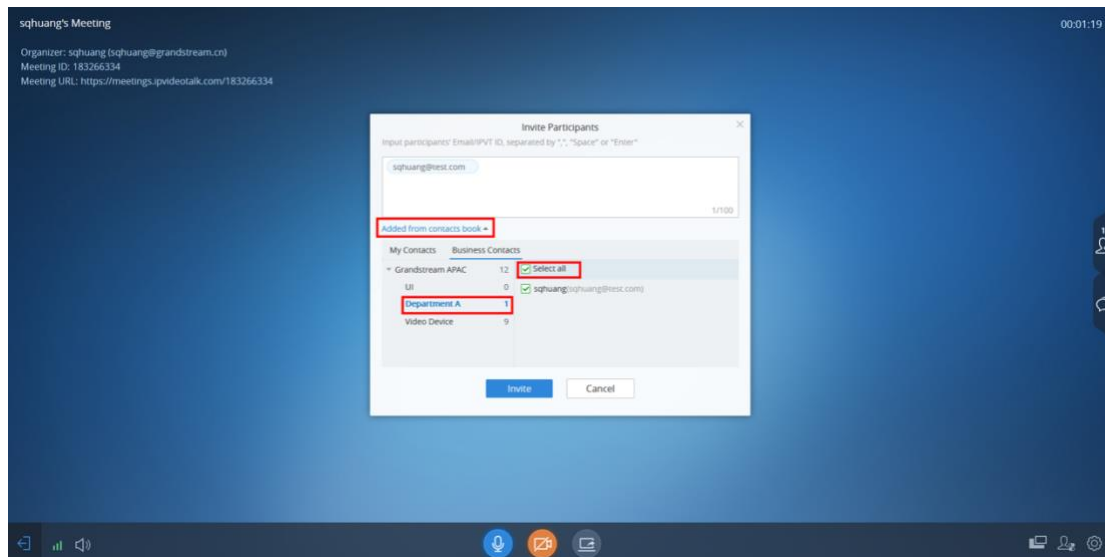 sqhuang's Meeting
00:01:19
Organizer: sqhuang (sqhuang@grandstream.cn)
Meeting ID: 183266334
Meeting URL: https://meetings.ipvideotalk.com/183266334
Invite Participants
Input participants' Email/IPVT ID, separated by ",", "Space" or "Enter"
sqhuang@test.com
1/100
Added from contacts book
My Contacts Business Contacts
Grandstream APAC 12 Select all
UI 0 sqhuang(sqhuang@test.com)
Department A 1
Video Device 9
Invite Cancel